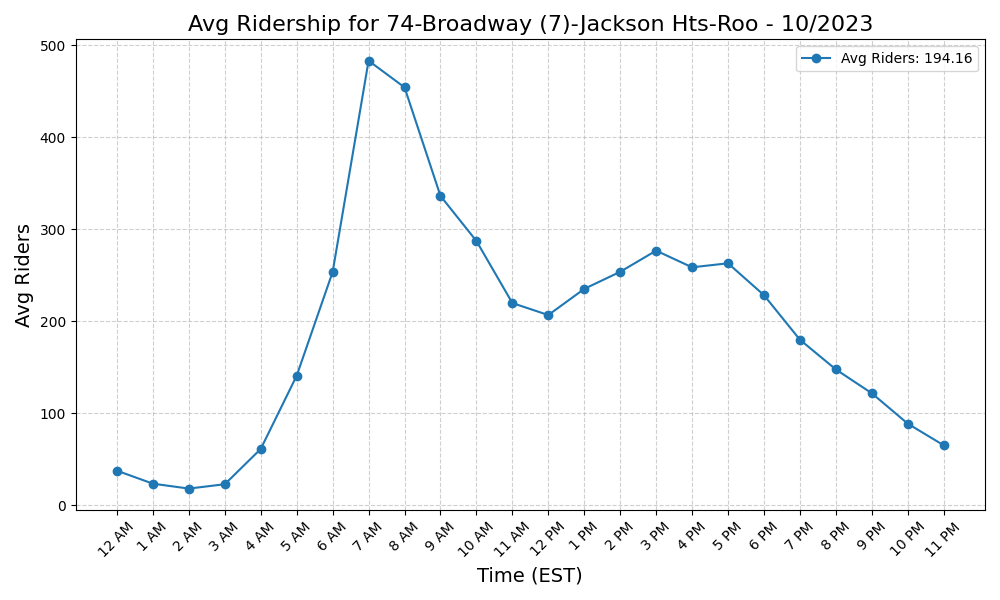 Avg Ridership for 74-Broadway (7)-Jackson Hts-Roo - 10/2023
Avg Riders: 194.16
Avg Riders
500
400
300
200
100
0
12 AM
1 AM
2 AM
3 AM
4 AM
5 AM
6 AM
7 AM
8 AM
9 AM
10 AM
11 AM
12 PM
1 PM
2 PM
3 PM
4 PM
5 PM
6 PM
7 PM
8 PM
9 PM
10 PM
11 PM
Time (EST)